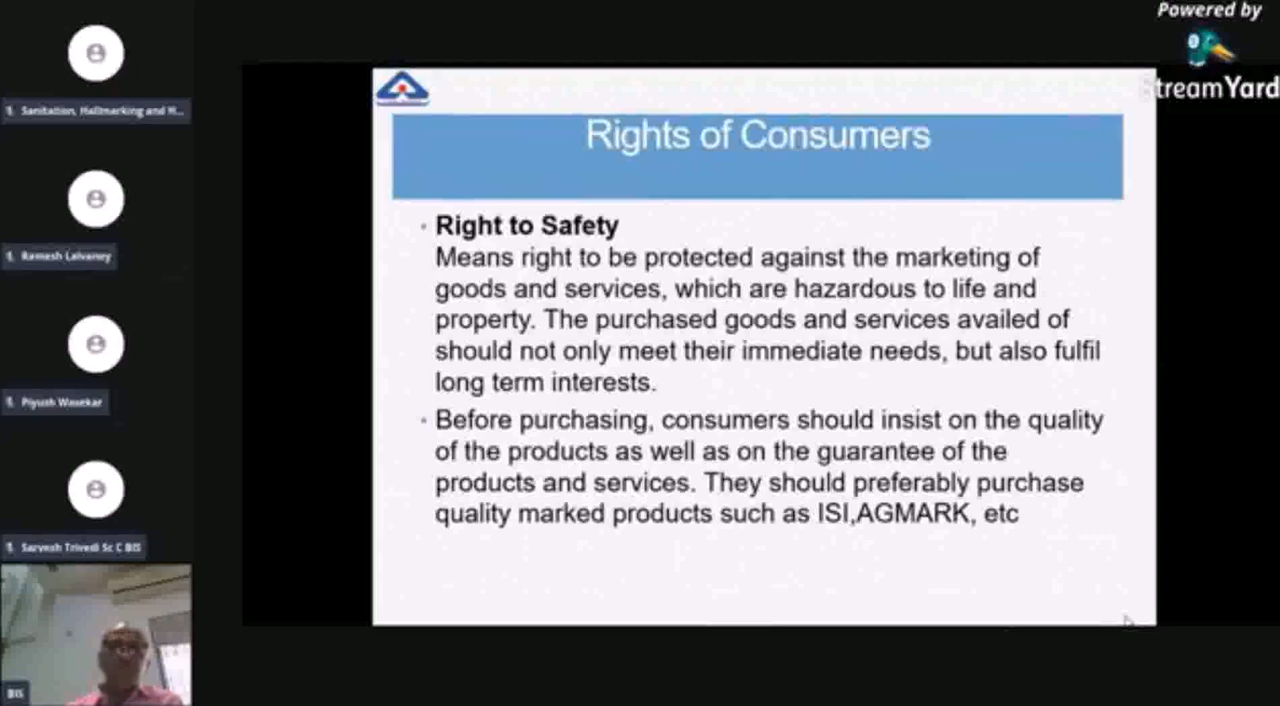 Powered by
StreamYard
Sanitation, Hallmarking and H...
Ramesh Lalvaney
Piyush Wasekar
Sarvesh Trivedi Sc C BIS
BIS
Rights of Consumers
Right to Safety
Means right to be protected against the marketing of
goods and services, which are hazardous to life and
property. The purchased goods and services availed of
should not only meet their immediate needs, but also fulfil
long term interests.
Before purchasing, consumers should insist on the quality
of the products as well as on the guarantee of the
products and services. They should preferably purchase
quality marked products such as ISI,AGMARK, etc